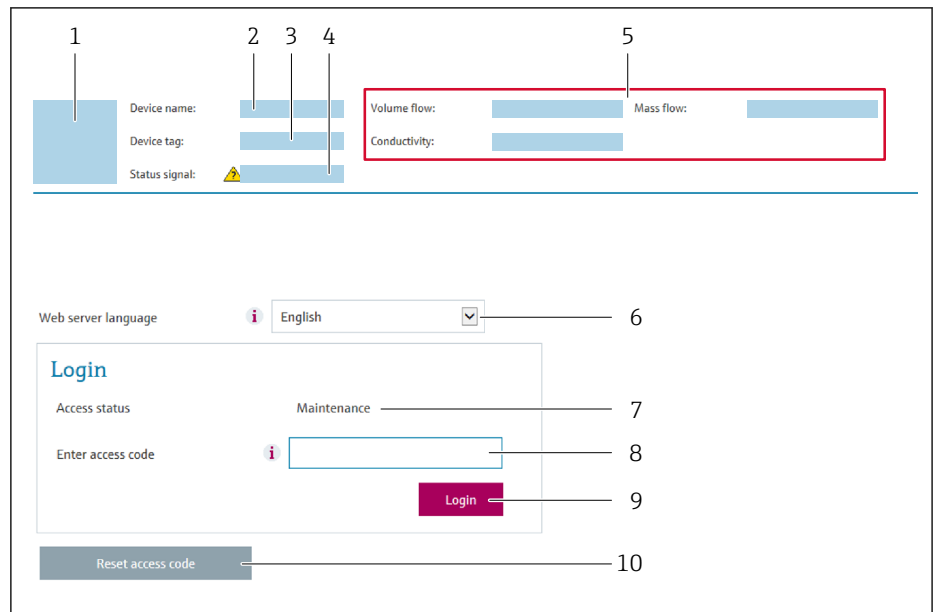 1 2 3 4 5
Device name: Volume flow: Mass flow:
Device tag: Conductivity:
Status signal: ?
Web server language i English 6
Login
Access status Maintenance 7
Enter access code i 8
Login 9
Reset access code 10